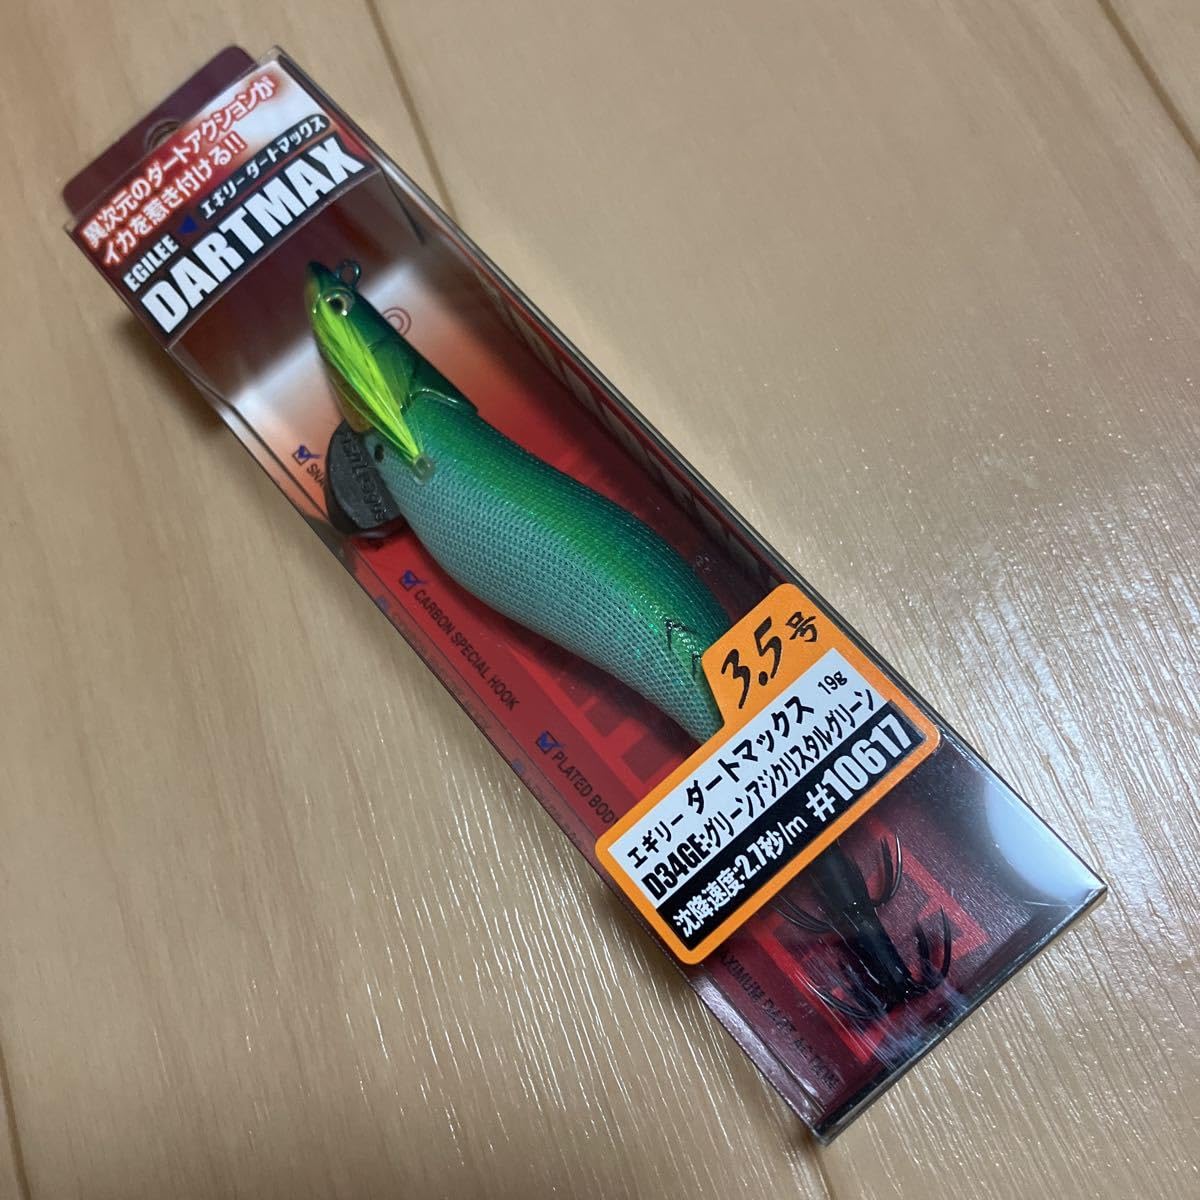 異次元のダートアクションが
イカを惹き付ける!!
EGILEE
エギリー ダートマックス
DARTMAX
CARBON SPECIAL HOOK
PLATED BODY
3.5号
エギリー ダートマックス 19g
D34GE:グリーンアジクリスタルグリーン
沈降速度:2.7秒/m #10617